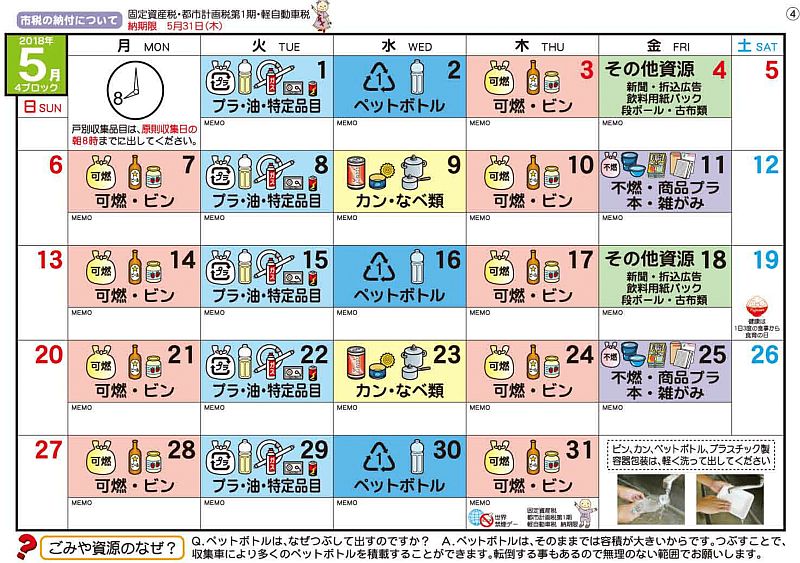 市税の納付について
固定資産税・都市計画税第1期・軽自動車税
納期限　5月31日（木）
④
2018年
5月
4ブロック
月 MON
火 TUE
水 WED
木 THU
金 FRI
土 SAT
日 SUN
8
戸別収集品目は、原則収集日の
朝8時までに出してください。
プラ
1
プラ・油・特定品目
MEMO
1
2
ペットボトル
MEMO
可燃
3
可燃・ビン
MEMO
その他資源 4
新聞・折込広告
飲料用紙パック
段ボール・古布類
MEMO
5
6
可燃
7
可燃・ビン
MEMO
プラ
8
プラ・油・特定品目
MEMO
9
カン・なべ類
MEMO
可燃
10
可燃・ビン
MEMO
不燃
11
不燃・商品プラ
本・雑がみ
MEMO
12
13
可燃
14
可燃・ビン
MEMO
プラ
15
プラ・油・特定品目
MEMO
1
16
ペットボトル
MEMO
可燃
17
可燃・ビン
MEMO
その他資源 18
新聞・折込広告
飲料用紙パック
段ボール・古布類
MEMO
19
健康は
1日3度の食事から
食育の日
20
可燃
21
可燃・ビン
MEMO
プラ
22
プラ・油・特定品目
MEMO
23
カン・なべ類
MEMO
可燃
24
可燃・ビン
MEMO
不燃
25
不燃・商品プラ
本・雑がみ
MEMO
26
27
可燃
28
可燃・ビン
MEMO
プラ
29
プラ・油・特定品目
MEMO
1
30
ペットボトル
MEMO
可燃
31
可燃・ビン
MEMO
世界
禁煙デー
固定資産税
都市計画税第1期
軽自動車税　納期限
ビン、カン、ペットボトル、プラスチック製
容器包装は、軽く洗って出してください
?
ごみや資源のなぜ？
Q．ペットボトルは、なぜつぶして出すのですか？　A．ペットボトルは、そのままでは容積が大きいからです。つぶすことで、
収集車により多くのペットボトルを積載することができます。転倒する事もあるので無理のない範囲でお願いします。